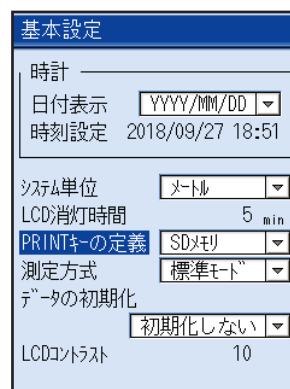 基本設定
時計
日付表示 YYYY/MM/DD
時刻設定 2018/09/27 18:51
ｼｽﾃﾑ単位 ﾒｰﾄﾙ
LCD消灯時間 5 min
PRINTｷｰの定義 SDﾒﾓﾘ
測定方式 標準ﾓｰﾄﾞ
ﾃﾞｰﾀの初期化
初期化しない
LCDｺﾝﾄﾗｽﾄ 10